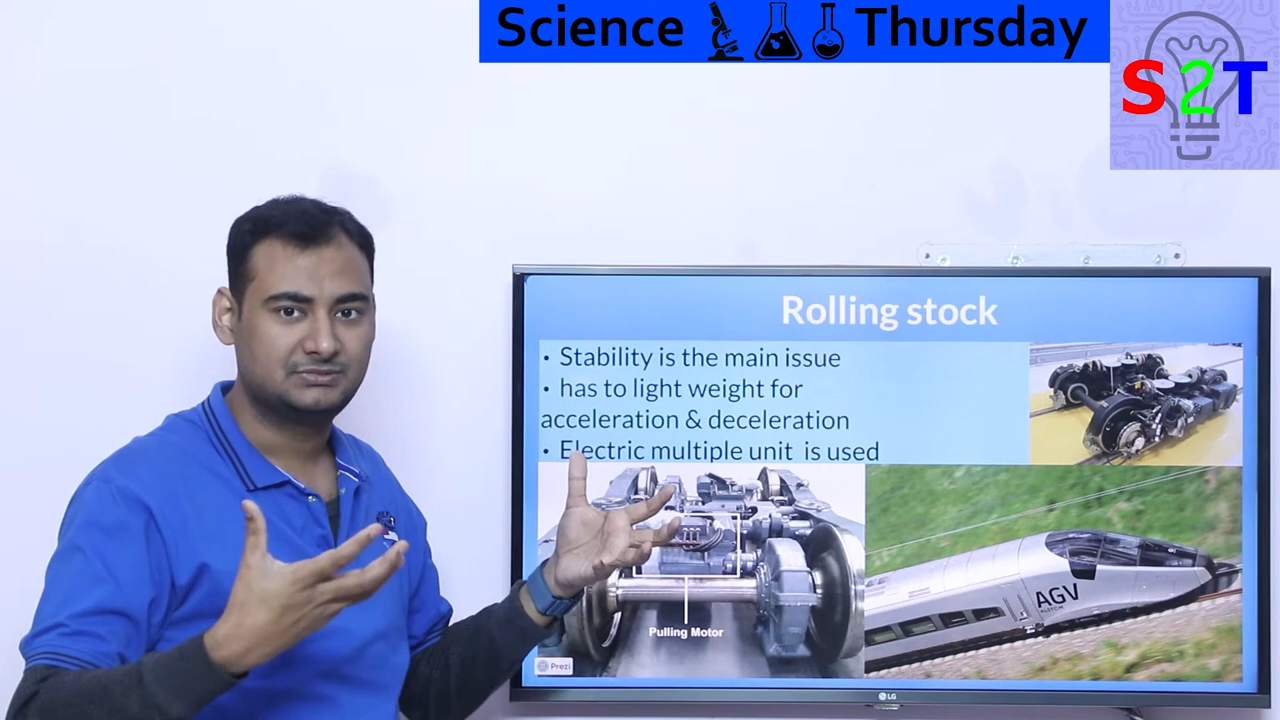 Science Thursday
S2T
Rolling stock
• Stability is the main issue
• has to light weight for
acceleration & deceleration
• Electric multiple unit is used
AGV
ALSTOM
Pulling Motor
Prezi
LG